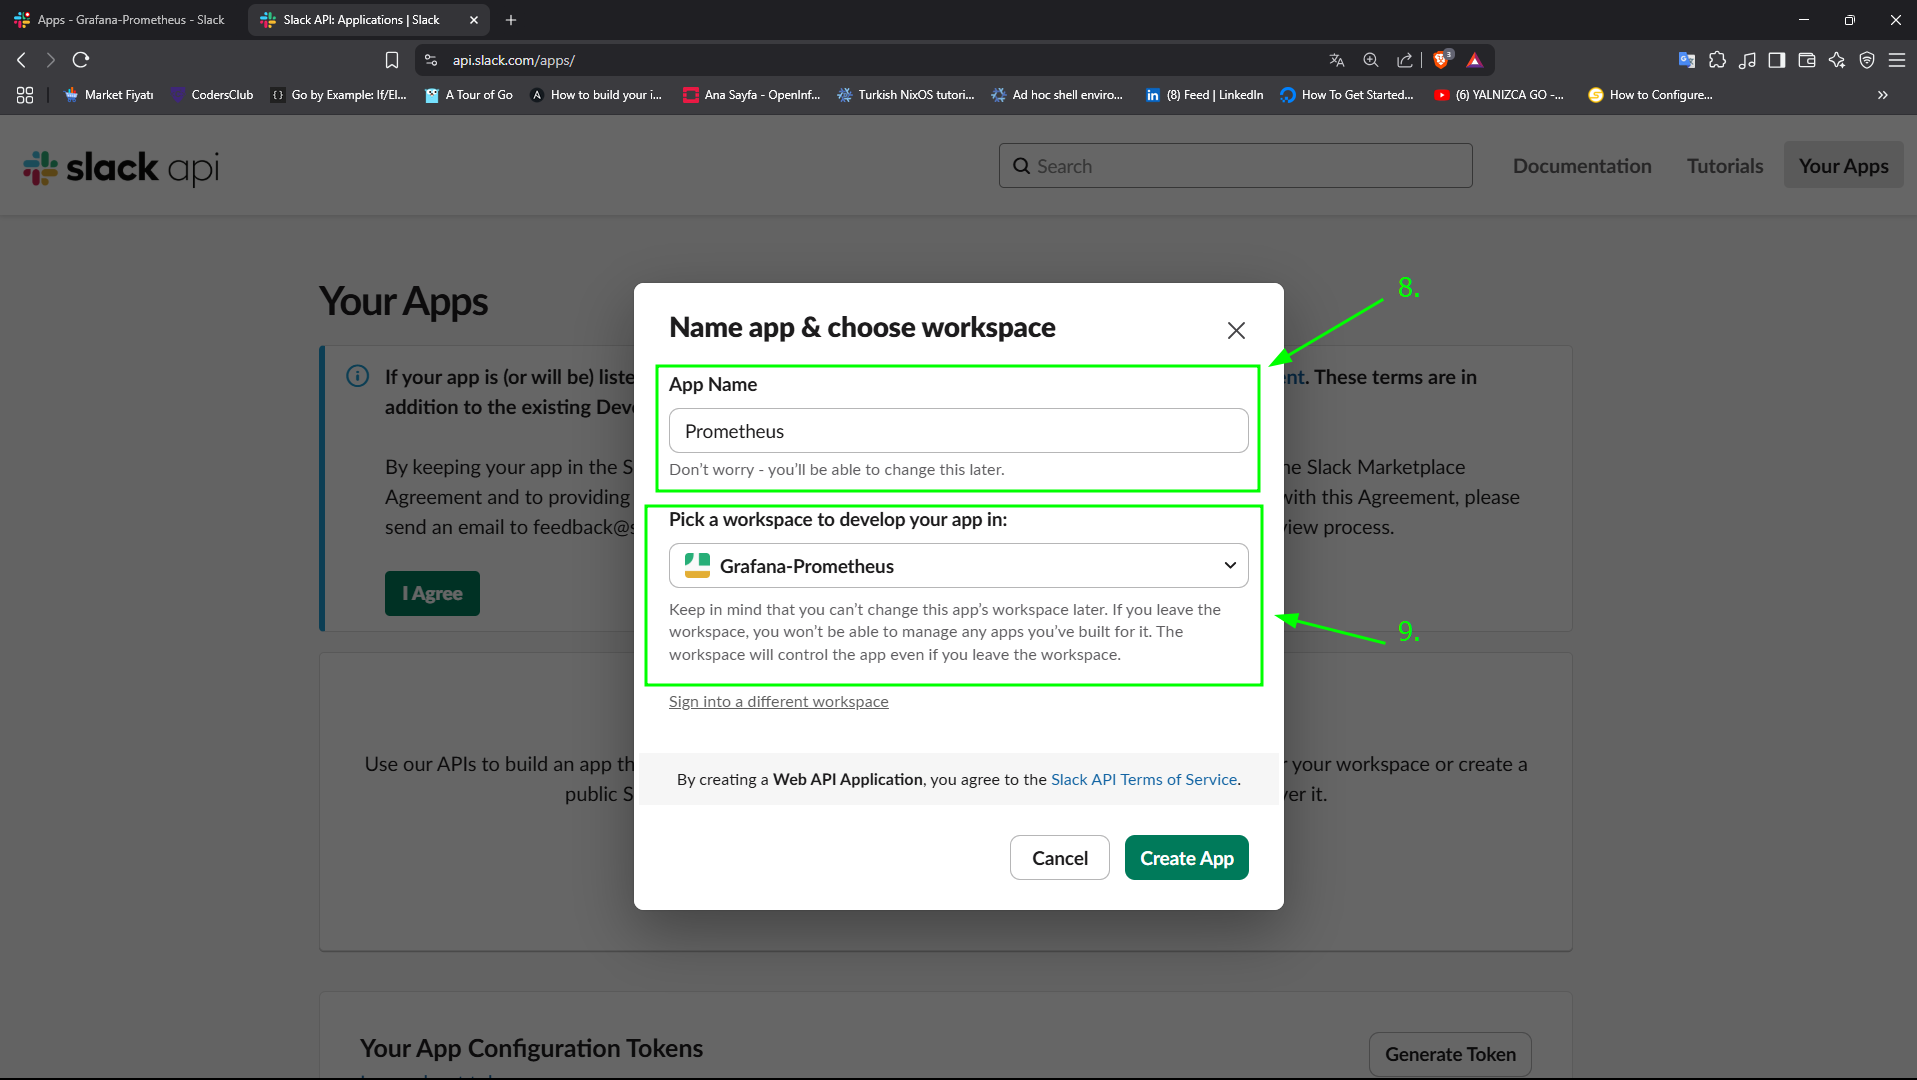 Apps - Grafana-Prometheus - Slack
Slack API: Applications | Slack
api.slack.com/apps/
3
Market Fiyatı
CodersClub
Go by Example: If/El...
A Tour of Go
How to build your i...
Ana Sayfa - OpenInf...
Turkish NixOS tutori...
Ad hoc shell enviro...
(8) Feed | LinkedIn
How To Get Started...
(6) YALNIZCA GO -...
How to Configure...
slack api
Search
Documentation
Tutorials
Your Apps
Your Apps
If your app is (or will be) liste
nt. These terms are in
addition to the existing Dev
By keeping your app in the S
he Slack Marketplace
Agreement and to providing
with this Agreement, please
send an email to feedback@s
iew process.
I Agree
Name app & choose workspace
8.
App Name
Prometheus
Don't worry - you'll be able to change this later.
Pick a workspace to develop your app in:
Grafana-Prometheus
Keep in mind that you can't change this app's workspace later. If you leave the
workspace, you won't be able to manage any apps you've built for it. The
workspace will control the app even if you leave the workspace.
9.
Sign into a different workspace
By creating a Web API Application, you agree to the Slack API Terms of Service.
Cancel
Create App
Use our APIs to build an app th
r your workspace or create a
public S
ver it.
Your App Configuration Tokens
Generate Token